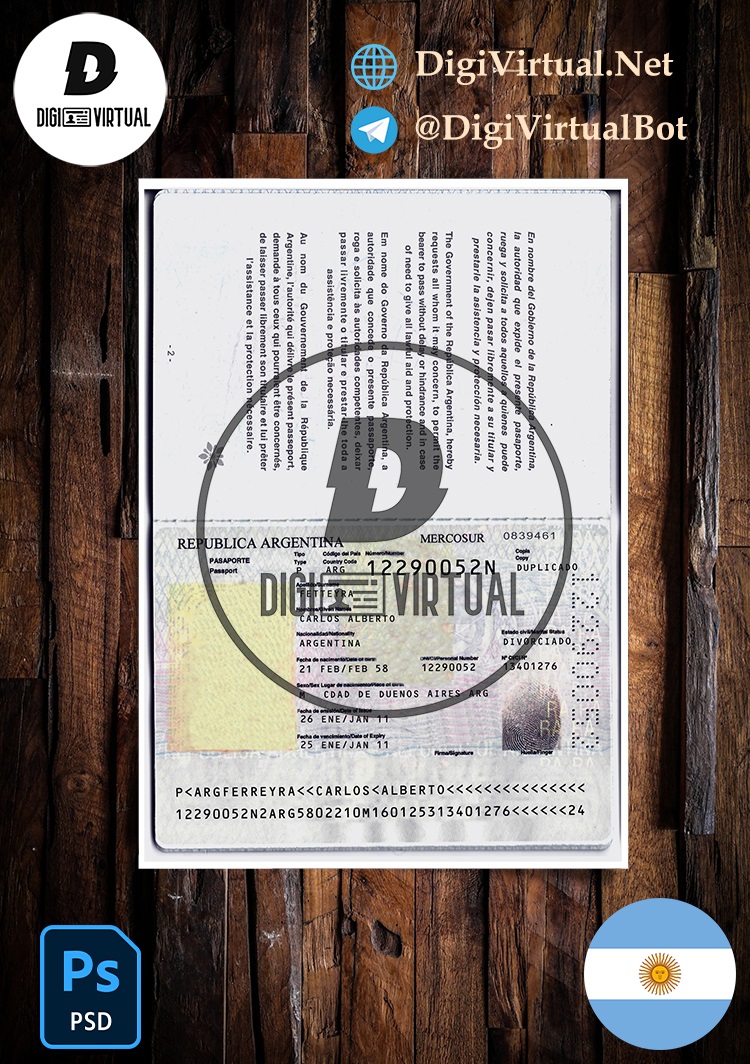 DIGI VIRTUAL
DigiVirtual.Net
@DigiVirtualBot
En nombre del Gobierno de la República Argentina,
la autoridad que expide el presente pasaporte,
ruega y solicita a todos aquellos a quienes puede
concernir, dejen pasar libremente a su titular y
prestarle la asistencia y protección necesaria.
The Government of the República Argentina, hereby
requests all whom it may concern, to permit the
bearer to pass without delay or hindrance and in case
of need to give all lawful aid and protection.
Em nome do Governo da República Argentina, a
autoridade que concede o presente passaporte,
roga e solicita às autoridades competentes, deixar
passar livremente o titular e prestar-lhe toda a
assistência e proteção necessária.
Au nom du Gouvernement de la République
Argentine, l'autorité qui délivre le présent passeport,
demande à tous ceux qui pourraient être concernés,
de laisser passer librement son titulaire et lui prêter
l'assistance et la protection nécessaire.
- 2 -
DIGI VIRTUAL
REPUBLICA ARGENTINA
MERCOSUR
0839461
PASAPORTE
Passport
Tipo
Type
P
Código del País
Country Code
ARG
Número/Number
12290052N
Copia
Copy
DUPLICADO
Apellido/Surname
FETTEYRA
CARLOS ALBERTO
Nacionalidad/Nationality
ARGENTINA
Estado civil/Marital Status
DIVORCIADO
Fecha de nacimiento/Date of birth
21 FEB/FEB 58
DNI/CI/Personal Number
12290052
13401276
Sexo/Sex Lugar de nacimiento/Place of birth
M CDAD DE DUENOS AIRES ARG
Fecha de emisión/Date of issue
26 ENE/JAN 11
Fecha de vencimiento/Date of Expiry
25 ENE/JAN 11
Firma/Signature
Huella/Finger
P<ARGFERREYRA<<CARLOS<ALBERTO<<<<<<<<<<<<<<<
12290052N2ARG5802210M160125313401276<<<<<<24
Ps
PSD